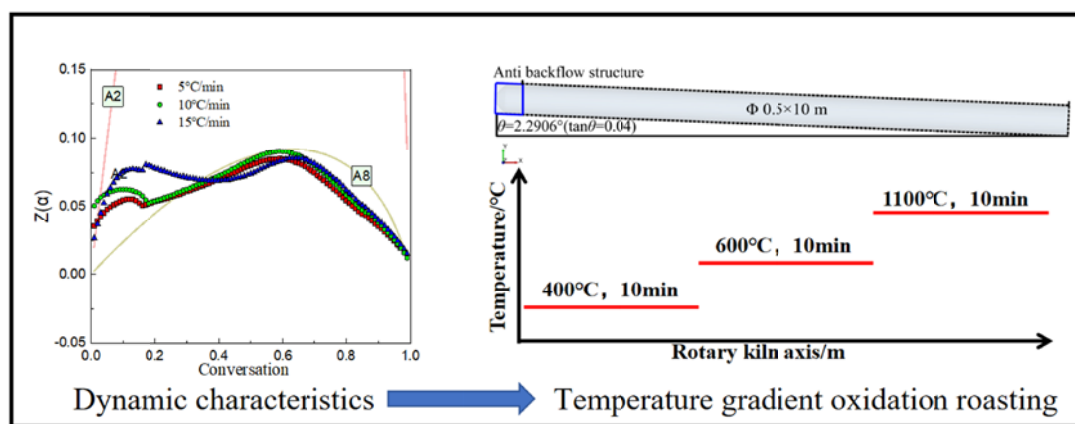 0.15
0.10
0.05
0.00
-0.05
Z(α)
0.0 0.2 0.4 0.6 0.8 1.0
Conversation
5°C/min
10°C/min
15°C/min
A2
A8
Anti backflow structure
Φ 0.5×10 m
θ=2.2906°(tanθ=0.04)
Temperature/°C
400°C, 10min
600°C, 10min
1100°C, 10min
Rotary kiln axis/m
Dynamic characteristics
Temperature gradient oxidation roasting